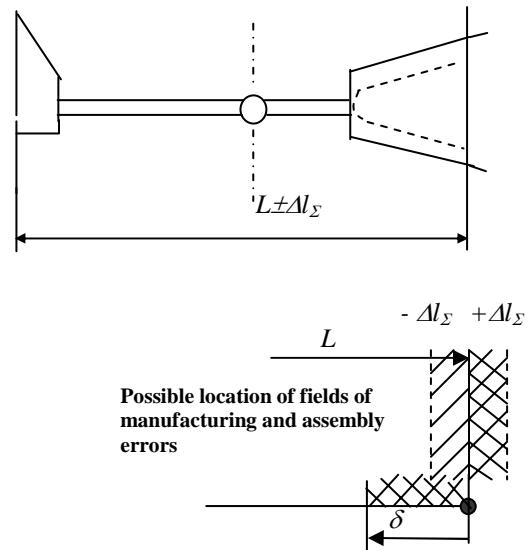 L±Δl_Σ
- Δl_Σ +Δl_Σ
L
Possible location of fields of
manufacturing and assembly
errors
δ